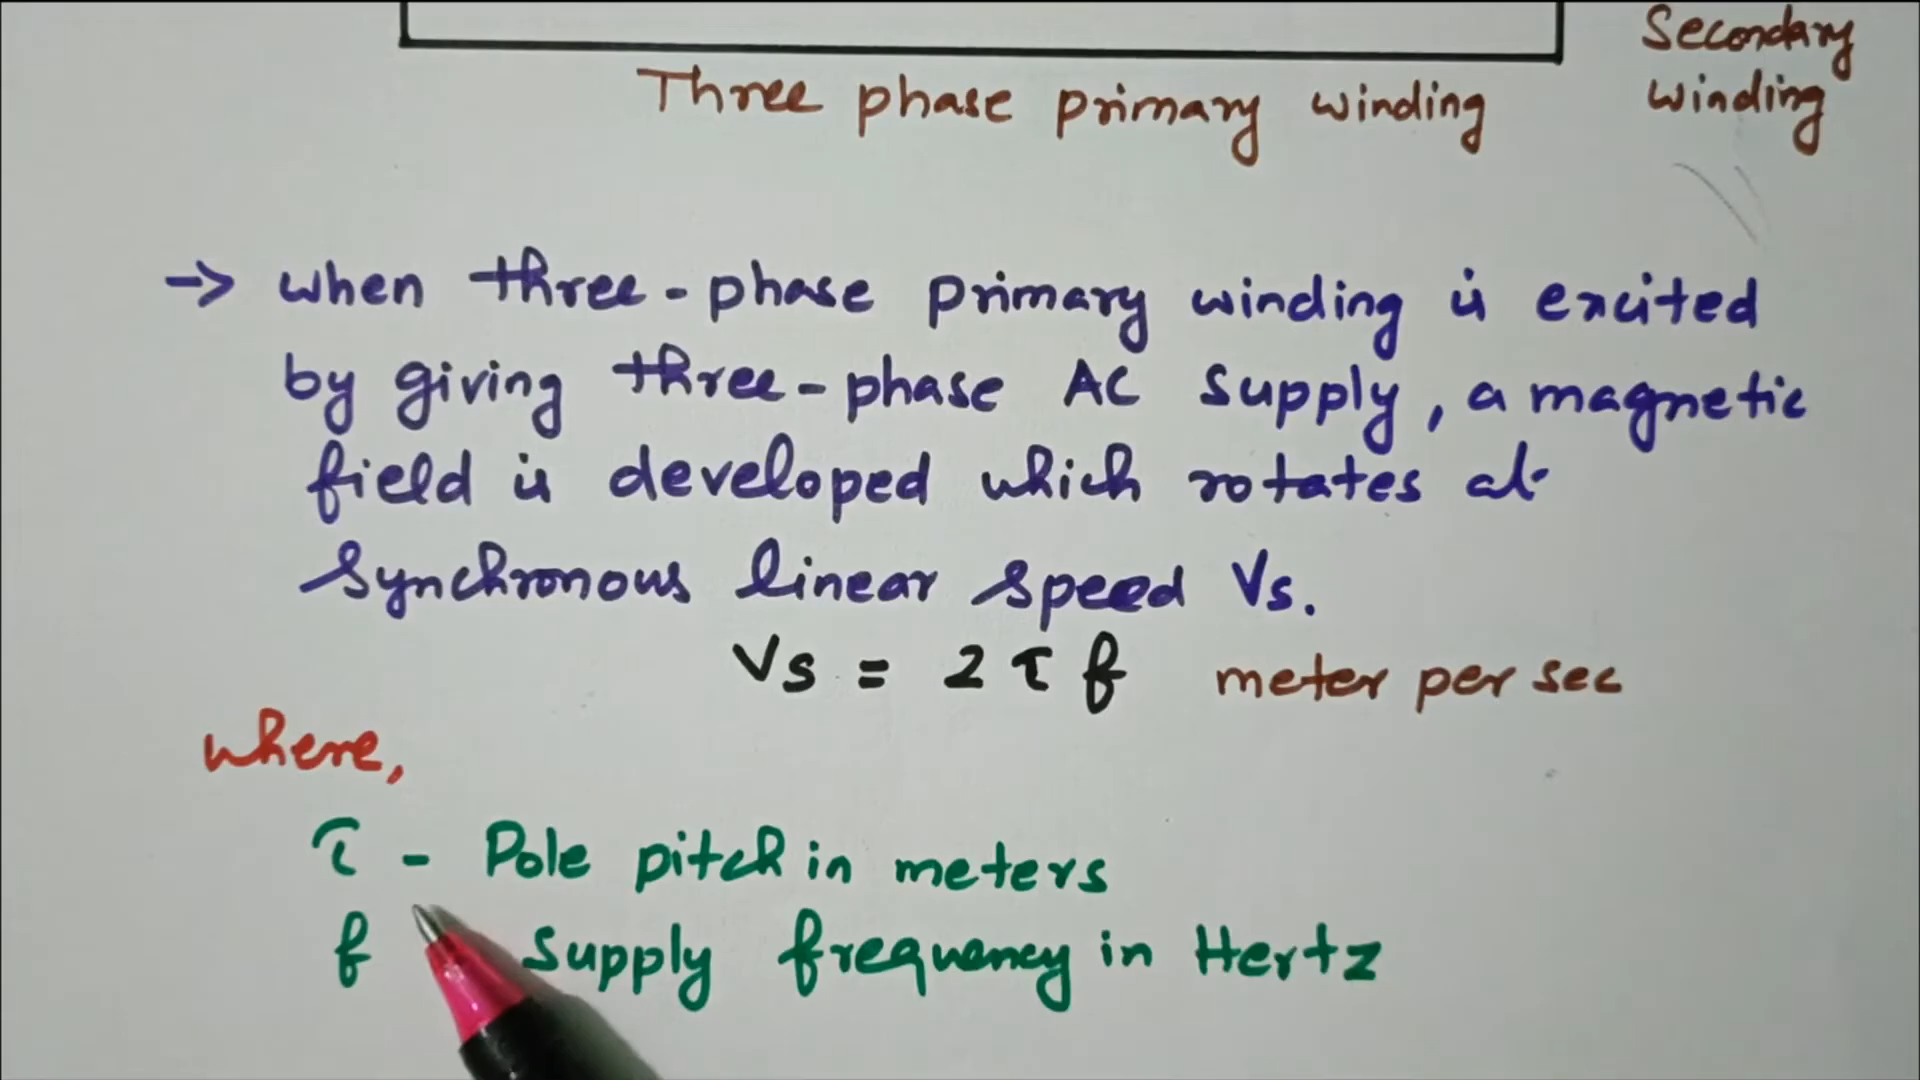 Secondary
winding
Three phase primary winding
→ when three-phase primary winding is excited
by giving three-phase AC supply, a magnetic
field is developed which rotates at
synchronous linear speed Vs.
Vs = 2 τ f meter per sec
where,
τ - Pole pitch in meters
f Supply frequency in Hertz